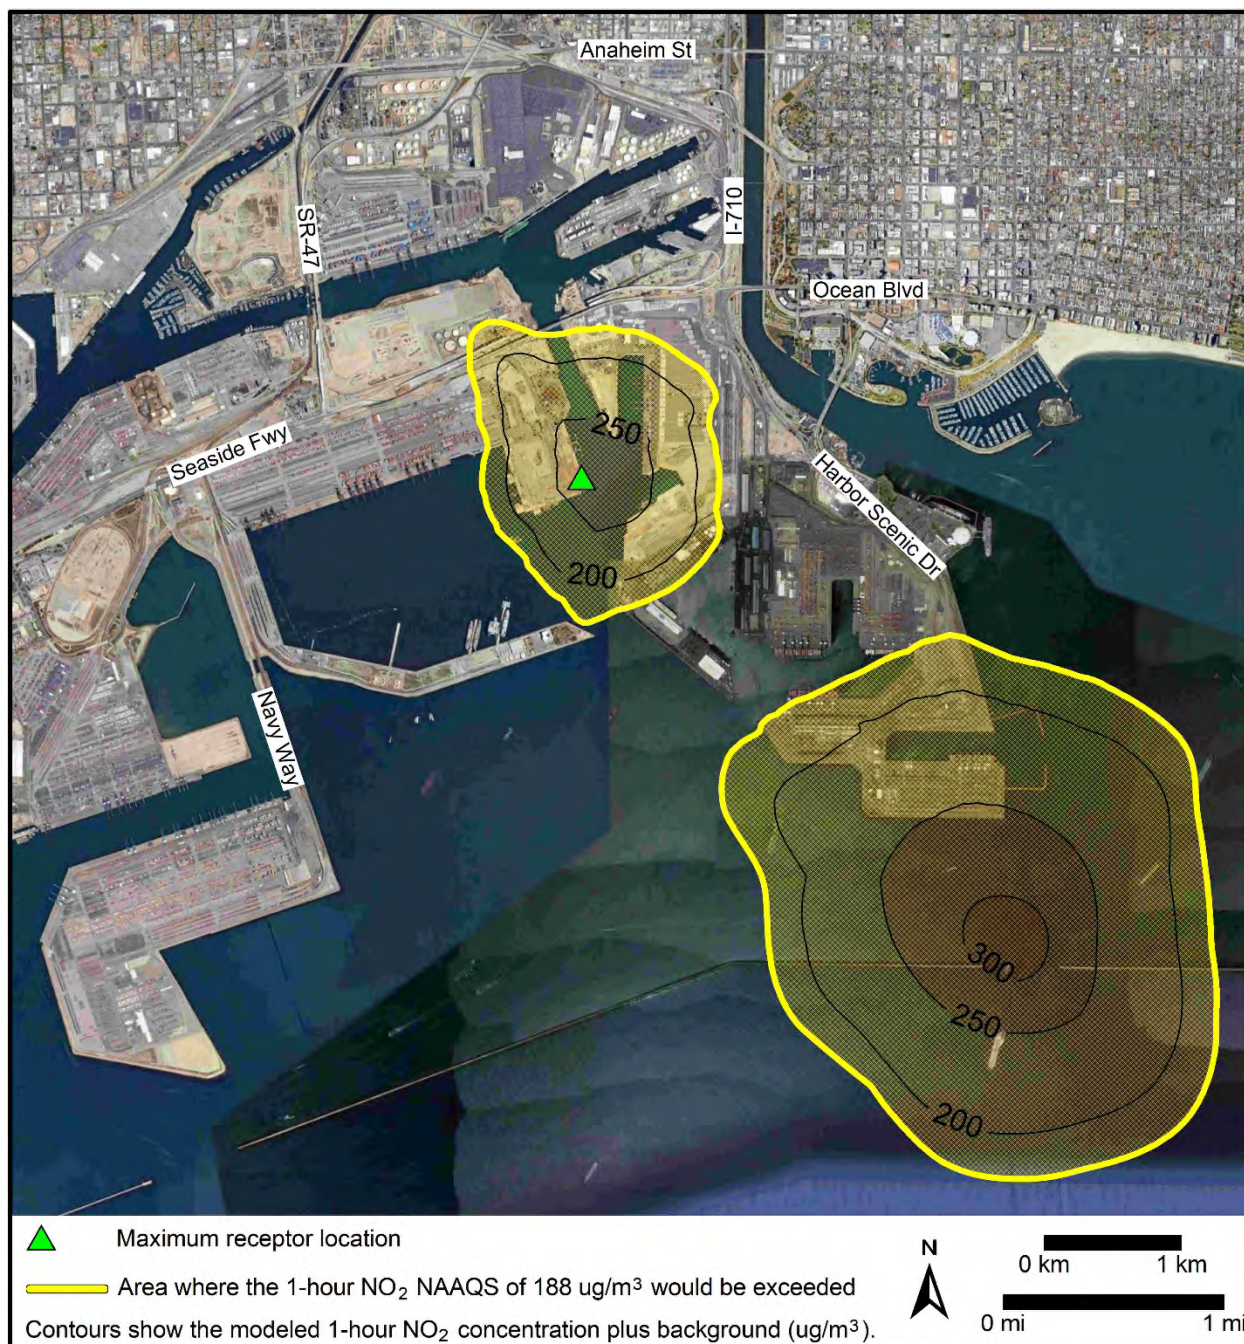 Anaheim St
SR-47
I-710
Ocean Blvd
250
Seaside Fwy
Harbor Scenic Dr
200
Navy Way
300
250
200
Maximum receptor location
N
0 km 1 km
Area where the 1-hour NO₂ NAAQS of 188 ug/m³ would be exceeded
0 mi 1 mi
Contours show the modeled 1-hour NO₂ concentration plus background (ug/m³).